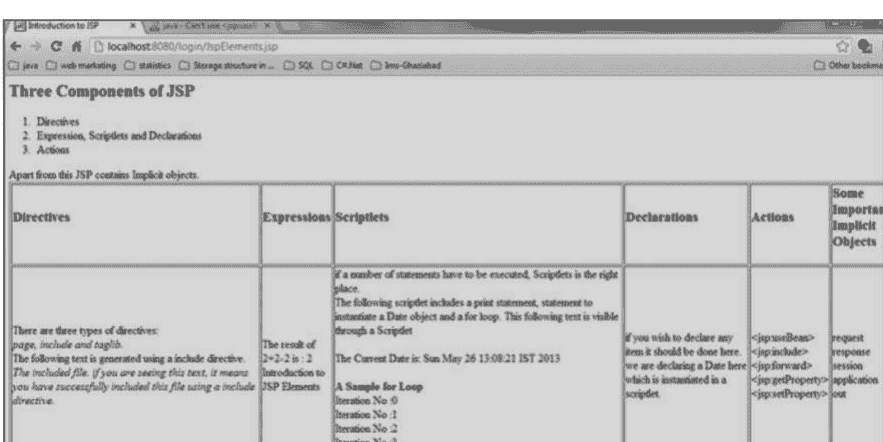 Introduction to JSP
java - Can't use <jsp:useB
localhost:8080/login/JspElements.jsp
java web marketing statistics Storage structure in ... SQL C#.Net Ims-Ghaziabad Other bookma
Three Components of JSP
1. Directives
2. Expression, Scriptlets and Declarations
3. Actions
Apart from this JSP contains Implicit objects.
Directives
Expressions
Scriptlets
Declarations
Actions
Some
Importan
Implicit
Objects
There are three types of directives:
page, include and taglib.
The following text is generated using a include directive.
The included file. if you are seeing this text, it means
you have successfully included this file using a include
directive.
The result of
2+2-2 is : 2
Introduction to
JSP Elements
if a number of statements have to be executed, Scriptlets is the right
place.
The following scriptlet includes a print statement, statement to
instantiate a Date object and a for loop. This following text is visible
through a Scriptlet
The Current Date is: Sun May 26 13:08:21 IST 2013
A Sample for Loop
Iteration No :0
Iteration No :1
Iteration No :2
Iteration No :3
if you wish to declare any
item it should be done here.
we are declaring a Date here
which is instantiated in a
scriptlet.
<jsp:useBean>
<jsp:include>
<jsp:forward>
<jsp:getProperty>
<jsp:setProperty>
request
response
session
application
out